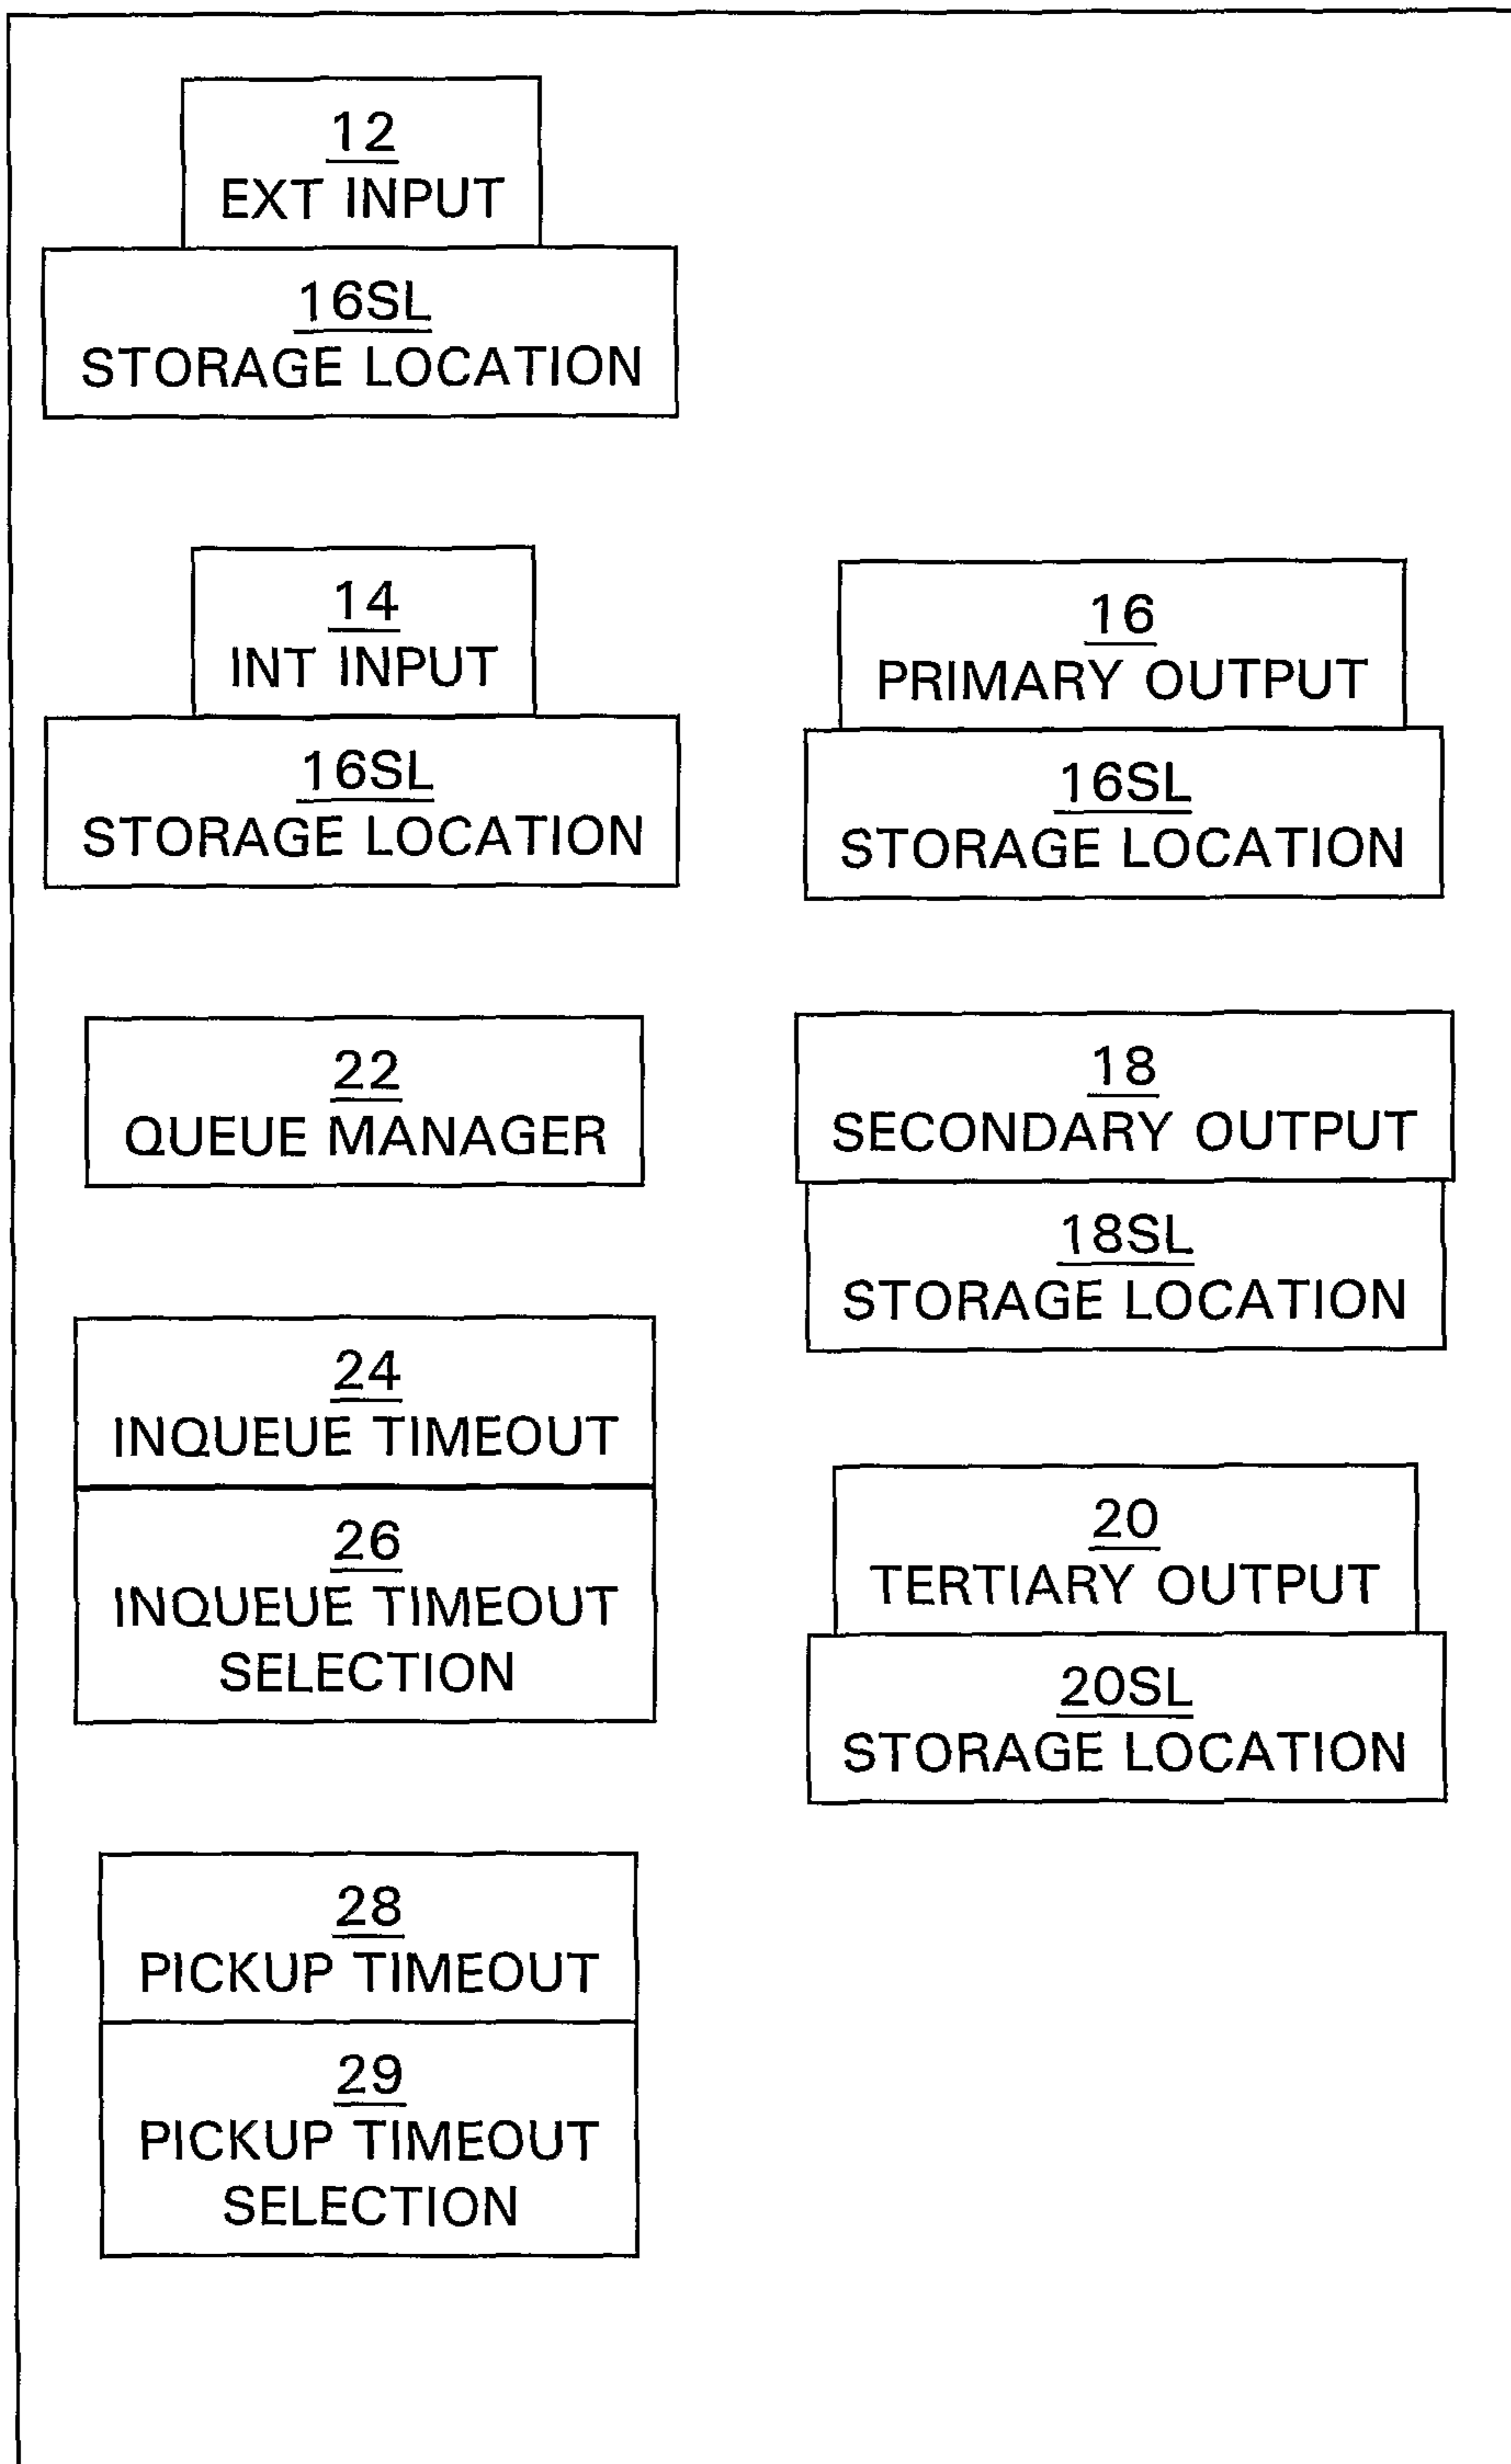 12
EXT INPUT
16SL
STORAGE LOCATION
14
INT INPUT
16SL
STORAGE LOCATION
22
QUEUE MANAGER
24
INQUEUE TIMEOUT
26
INQUEUE TIMEOUT
SELECTION
28
PICKUP TIMEOUT
29
PICKUP TIMEOUT
SELECTION
16
PRIMARY OUTPUT
16SL
STORAGE LOCATION
18
SECONDARY OUTPUT
18SL
STORAGE LOCATION
20
TERTIARY OUTPUT
20SL
STORAGE LOCATION